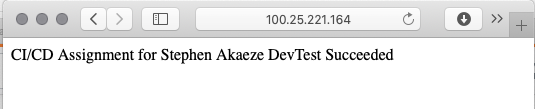 100.25.221.164
CI/CD Assignment for Stephen Akaeze DevTest Succeeded